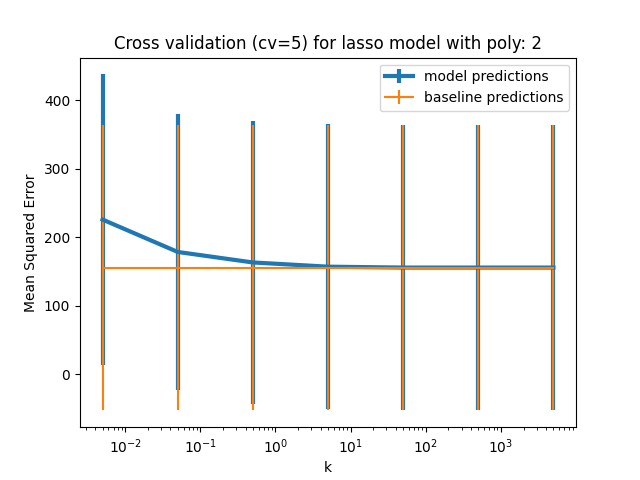 Cross validation (cv=5) for lasso model with poly: 2
model predictions
baseline predictions
Mean Squared Error
400
300
200
100
0
10⁻² 10⁻¹ 10⁰ 10¹ 10² 10³
k